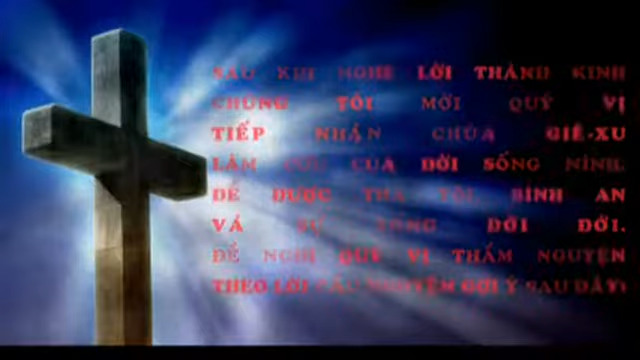 SAU KHI NGHE LỜI THÁNH KINH
CHÚNG TÔI MỜI QUÝ VỊ
TIẾP NHẬN CHÚA GIÊ-XU
LÀM CỦA ĐỜI SỐNG MÌNH,
ĐỂ ĐƯỢC THA TỘI, BÌNH AN
VÀ SỰ SỐNG ĐỜI ĐỜI.
ĐỀ NGHỊ QUÝ VỊ THẦM NGUYỆN
THEO LỜI CẦU NGUYỆN GỢI Ý SAU ĐÂY: